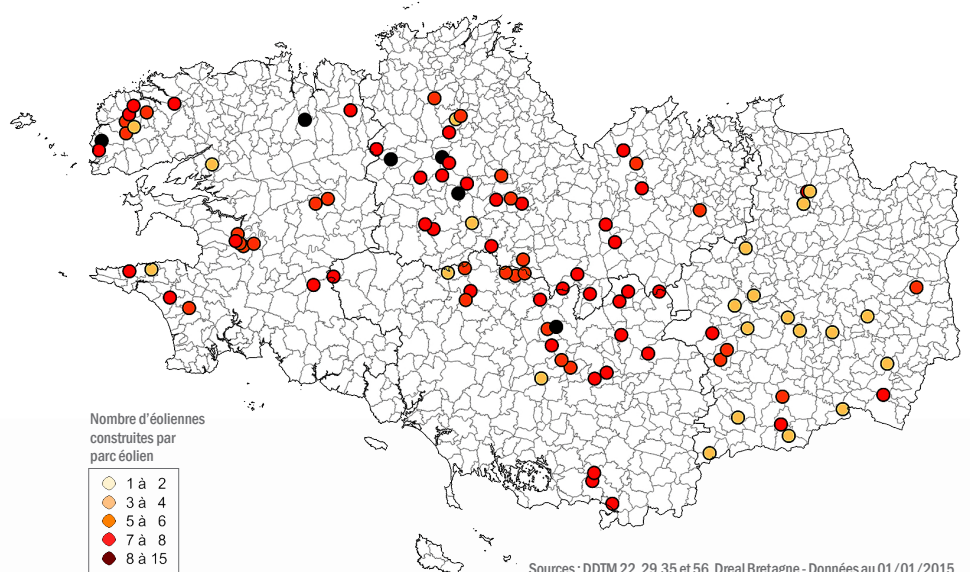 Nombre d'éoliennes
construites par
parc éolien
1 à 2
3 à 4
5 à 6
7 à 8
8 à 15
Sources : DDTM 22, 29,35 et 56, Dreal Bretagne - Données au 01/01/2015